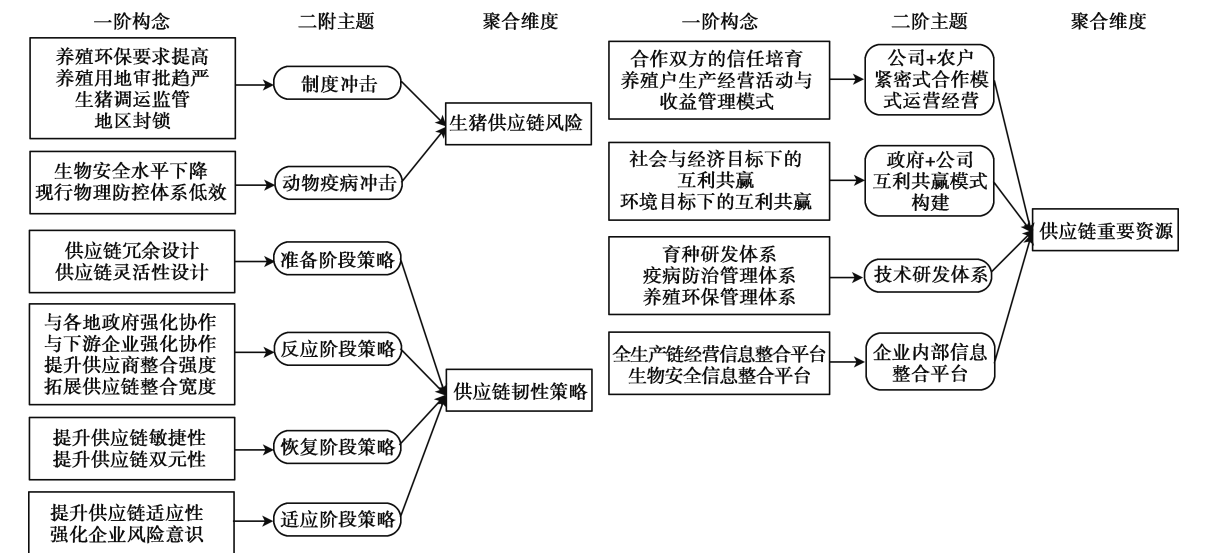 一阶构念
二附主题
聚合维度
养殖环保要求提高
养殖用地审批趋严
生猪调运监管
地区封锁
制度冲击
生物安全水平下降
现行物理防控体系低效
动物疫病冲击
生猪供应链风险
供应链冗余设计
供应链灵活性设计
准备阶段策略
与各地政府强化协作
与下游企业强化协作
提升供应商整合强度
拓展供应链整合宽度
反应阶段策略
提升供应链敏捷性
提升供应链双元性
恢复阶段策略
提升供应链适应性
强化企业风险意识
适应阶段策略
供应链韧性策略
一阶构念
二阶主题
聚合维度
合作双方的信任培育
养殖户生产经营活动与
收益管理模式
公司+农户
紧密式合作模
式运营经营
社会与经济目标下的
互利共赢
环境目标下的互利共赢
政府+公司
互利共赢模式
构建
育种研发体系
疫病防治管理体系
养殖环保管理体系
技术研发体系
全生产链经营信息整合平台
生物安全信息整合平台
企业内部信息
整合平台
供应链重要资源